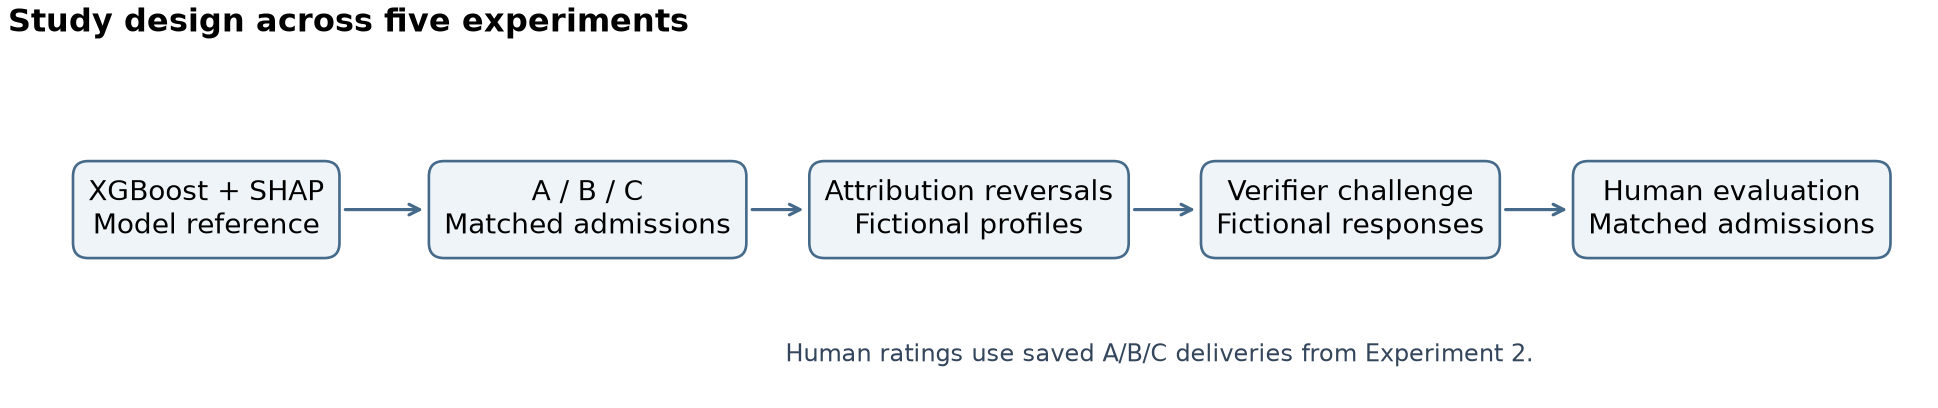 Study design across five experiments
XGBoost + SHAP
Model reference
A / B / C
Matched admissions
Attribution reversals
Fictional profiles
Verifier challenge
Fictional responses
Human evaluation
Matched admissions
Human ratings use saved A/B/C deliveries from Experiment 2.